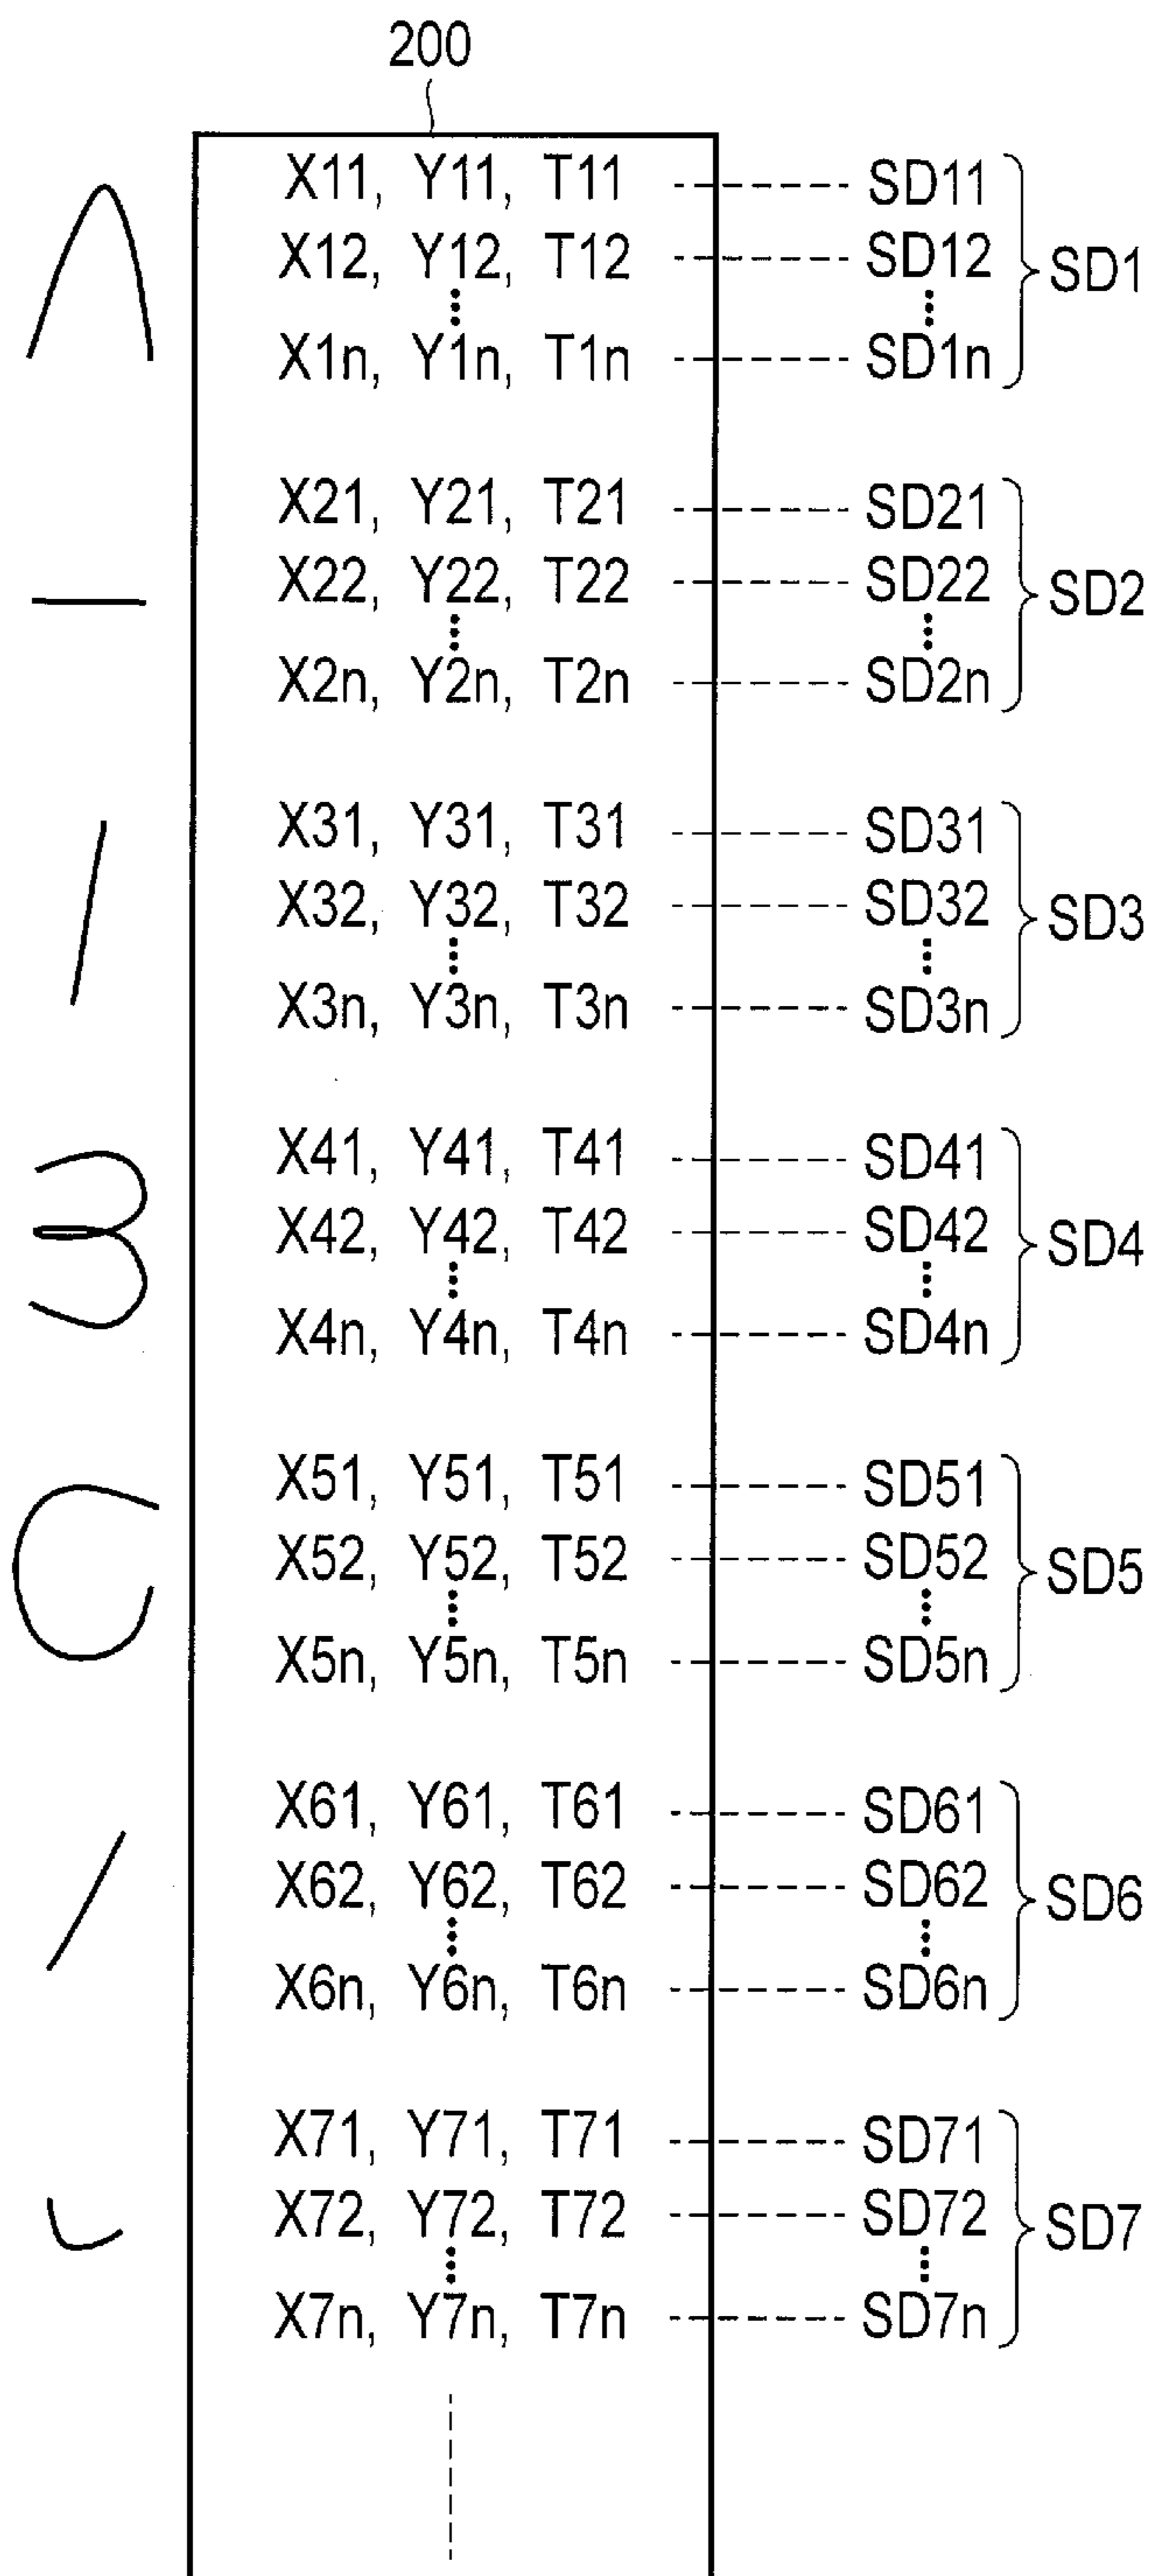 200
X11, Y11, T11 SD11
X12, Y12, T12 SD12 SD1
X1n, Y1n, T1n SD1n
X21, Y21, T21 SD21
X22, Y22, T22 SD22 SD2
X2n, Y2n, T2n SD2n
X31, Y31, T31 SD31
X32, Y32, T32 SD32 SD3
X3n, Y3n, T3n SD3n
X41, Y41, T41 SD41
X42, Y42, T42 SD42 SD4
X4n, Y4n, T4n SD4n
X51, Y51, T51 SD51
X52, Y52, T52 SD52 SD5
X5n, Y5n, T5n SD5n
X61, Y61, T61 SD61
X62, Y62, T62 SD62 SD6
X6n, Y6n, T6n SD6n
X71, Y71, T71 SD71
X72, Y72, T72 SD72 SD7
X7n, Y7n, T7n SD7n